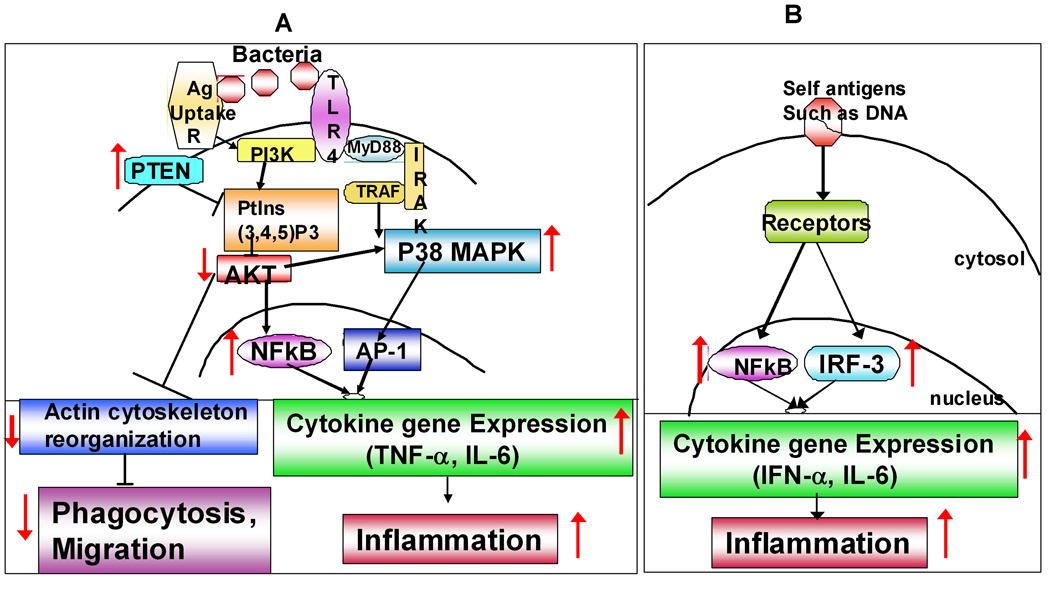 A
Bacteria
Ag
Uptake
R
TLR4
PI3K
MyD88
IRAK
PTEN
TRAF
PtIns
(3,4,5)P3
AKT
P38 MAPK
NFkB
AP-1
Actin cytoskeleton
reorganization
Cytokine gene Expression
(TNF-α, IL-6)
Phagocytosis,
Migration
Inflammation
B
Self antigens
Such as DNA
Receptors
cytosol
NFkB
IRF-3
nucleus
Cytokine gene Expression
(IFN-α, IL-6)
Inflammation